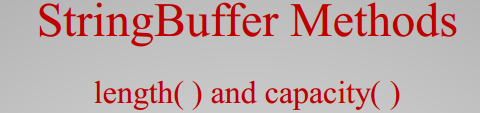 StringBuffer Methods
length( ) and capacity( )